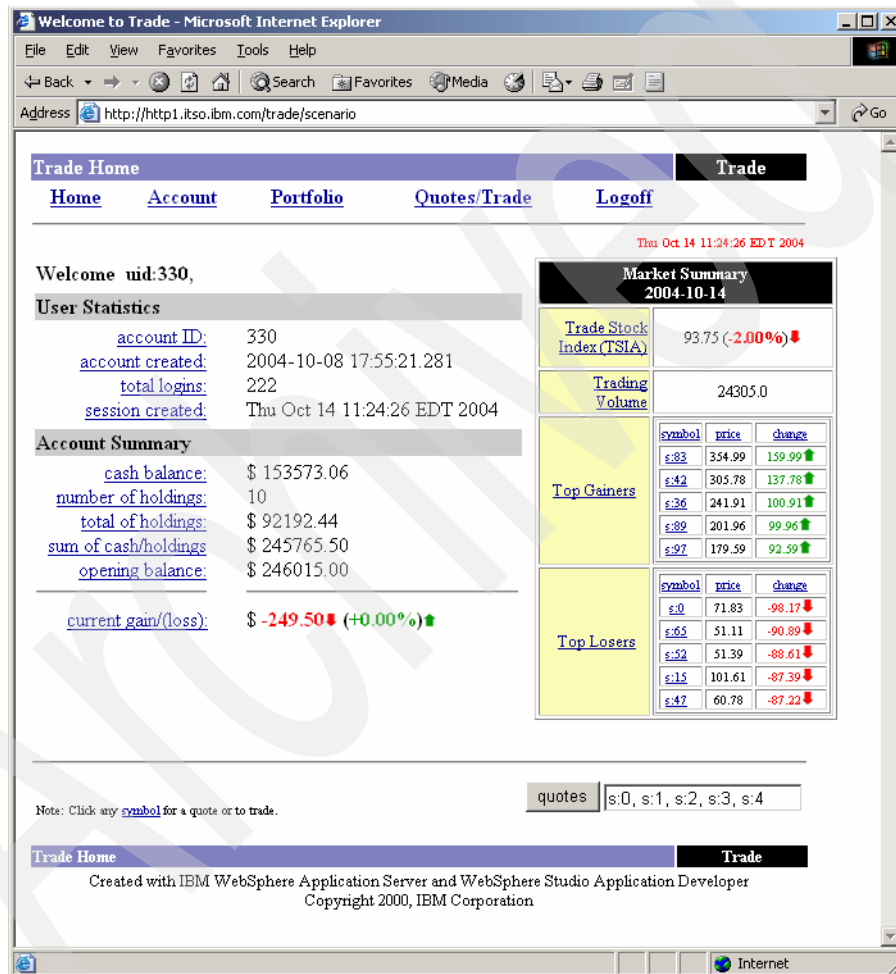 Welcome to Trade - Microsoft Internet Explorer
File Edit View Favorites Tools Help
Back Search Favorites Media
Address http://http1.itso.ibm.com/trade/scenario Go
Trade Home Trade
Home Account Portfolio Quotes/Trade Logoff
Thu Oct 14 11:24:26 EDT 2004
Welcome uid:330,
User Statistics
account ID: 330
account created: 2004-10-08 17:55:21.281
total logins: 222
session created: Thu Oct 14 11:24:26 EDT 2004
Account Summary
cash balance: $ 153573.06
number of holdings: 10
total of holdings: $ 92192.44
sum of cash/holdings $ 245765.50
opening balance: $ 246015.00
current gain/(loss): $ -249.50 (+0.00%)
Market Summary
2004-10-14
Trade Stock
Index (TSIA)
93.75 (-2.00%)
Trading
Volume
24305.0
Top Gainers
symbol price change
s:83 354.99 159.99
s:42 305.78 137.78
s:36 241.91 100.91
s:89 201.96 99.96
s:97 179.59 92.59
Top Losers
symbol price change
s:0 71.83 -98.17
s:65 51.11 -90.89
s:52 51.39 -88.61
s:15 101.61 -87.39
s:47 60.78 -87.22
Note: Click any symbol for a quote or to trade.
quotes s:0, s:1, s:2, s:3, s:4
Trade Home Trade
Created with IBM WebSphere Application Server and WebSphere Studio Application Developer
Copyright 2000, IBM Corporation
Internet
Archived